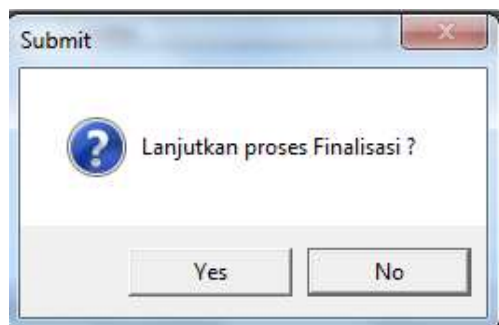 Submit
Lanjutkan proses Finalisasi ?
Yes
No